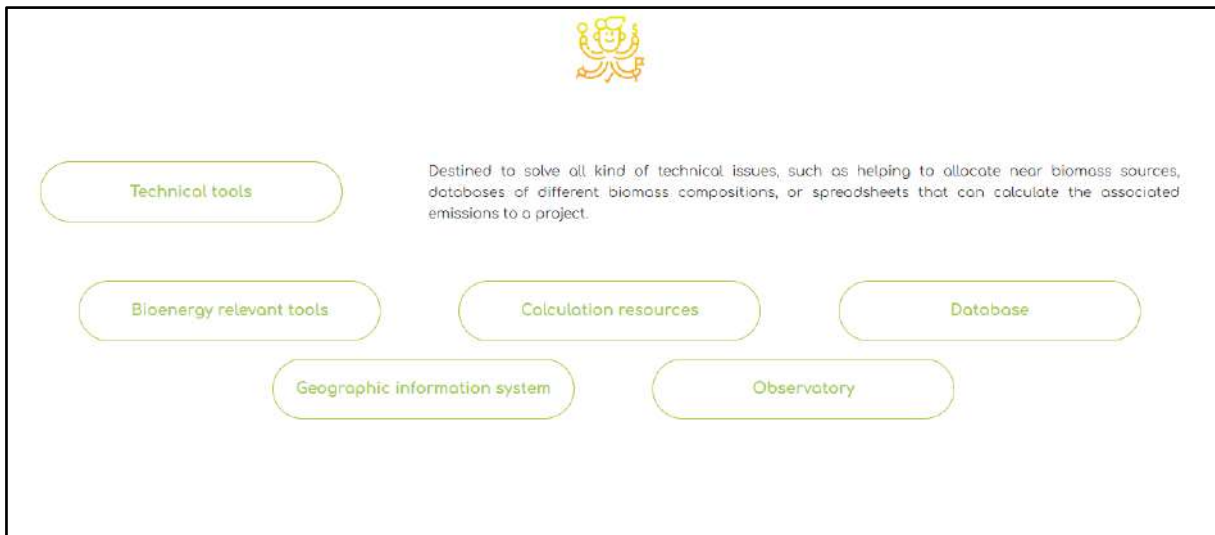 Technical tools
Destined to solve all kind of technical issues, such as helping to allocate near biomass sources,
databases of different biomass compositions, or spreadsheets that can calculate the associated
emissions to a project.
Bioenergy relevant tools
Calculation resources
Database
Geographic information system
Observatory